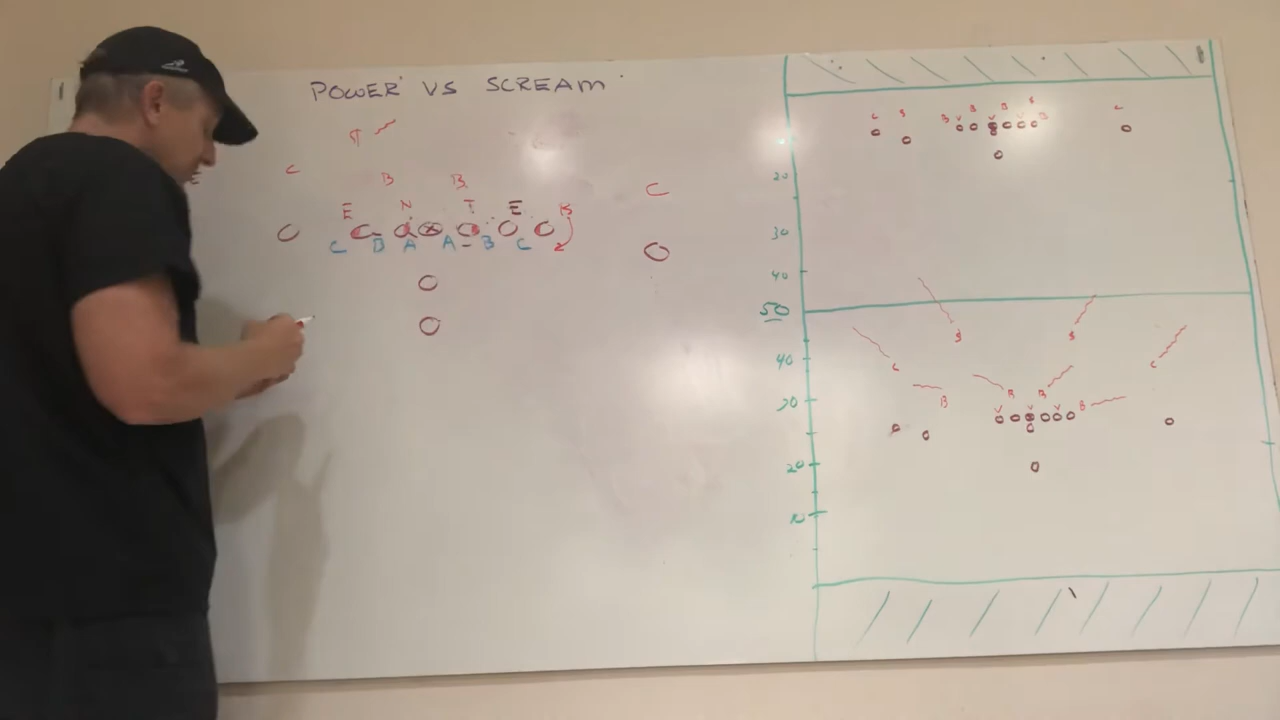 POWER VS SCREAM
C
B B
C
E N T E B
C B A A B C
C S S B B S C
B V V V B
20
30
40
50
40
30
20
10
S S
C C
B B B B
V V V